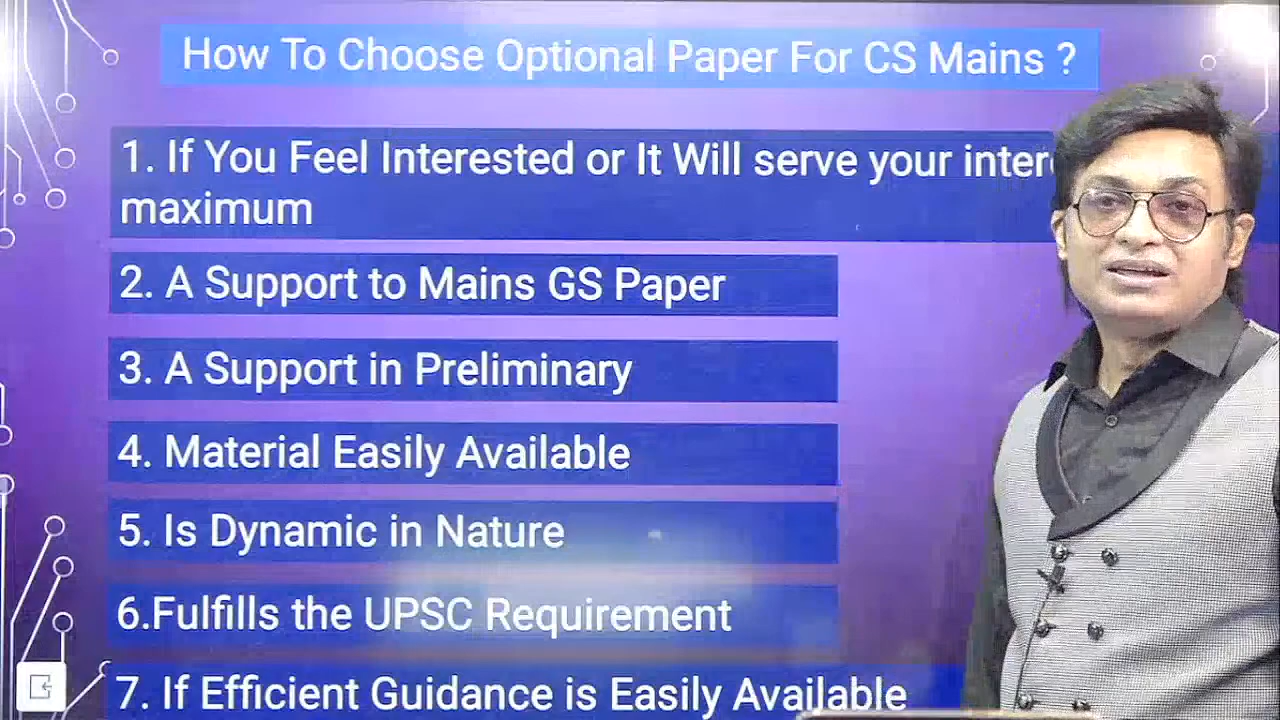 How To Choose Optional Paper For CS Mains ?
1. If You Feel Interested or It Will serve your
maximum
2. A Support to Mains GS Paper
3. A Support in Preliminary
4. Material Easily Available
5. Is Dynamic in Nature
6.Fulfills the UPSC Requirement
7. If Efficient Guidance is Easily Available